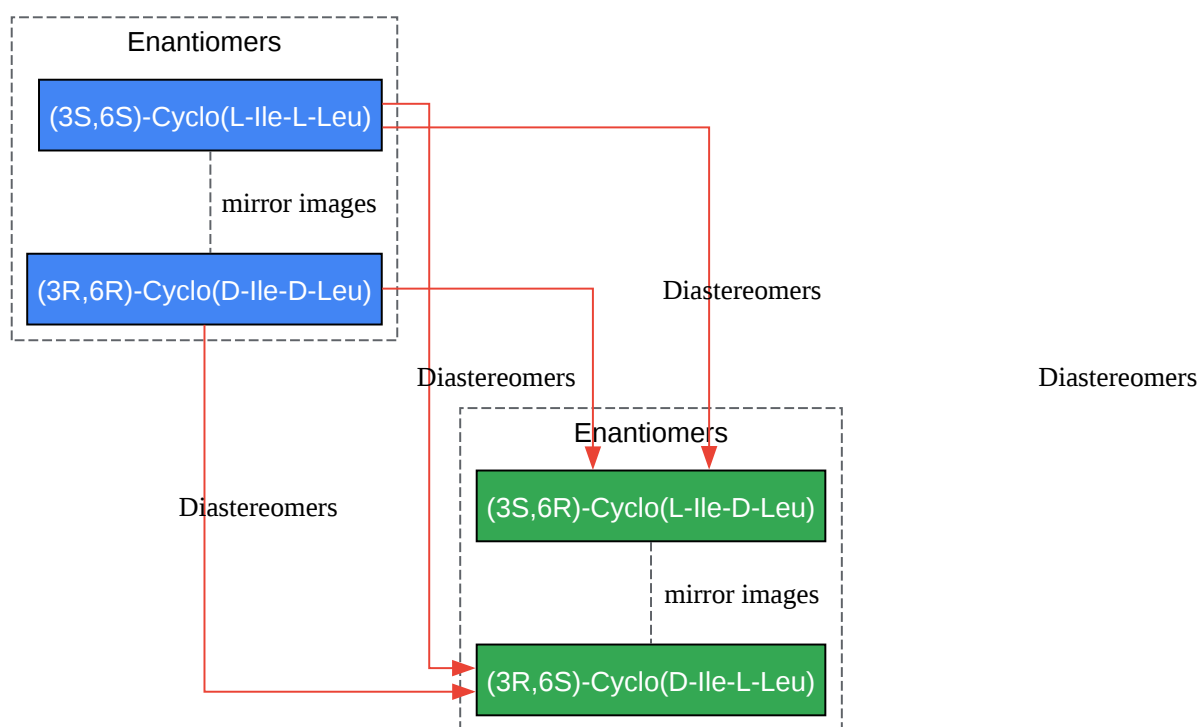 Enantiomers
(3S,6S)-Cyclo(L-Ile-L-Leu)
mirror images
(3R,6R)-Cyclo(D-Ile-D-Leu)
Diastereomers
Diastereomers
Diastereomers
Enantiomers
(3S,6R)-Cyclo(L-Ile-D-Leu)
Diastereomers
mirror images
(3R,6S)-Cyclo(D-Ile-L-Leu)